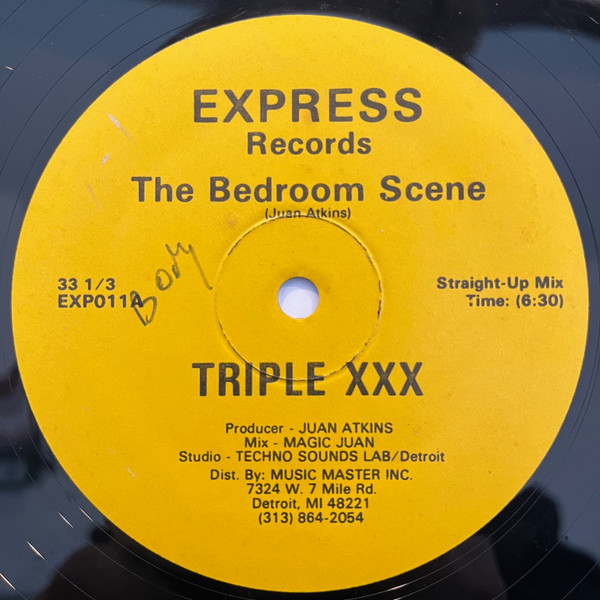 EXPRESS
Records
The Bedroom Scene
(Juan Atkins)
33 1/3
EXP011A
Body
Straight-Up Mix
Time: (6:30)
TRIPLE XXX
Producer - JUAN ATKINS
Mix - MAGIC JUAN
Studio - TECHNO SOUNDS LAB/Detroit
Dist. By: MUSIC MASTER INC.
7324 W. 7 Mile Rd.
Detroit, MI 48221
(313) 864-2054